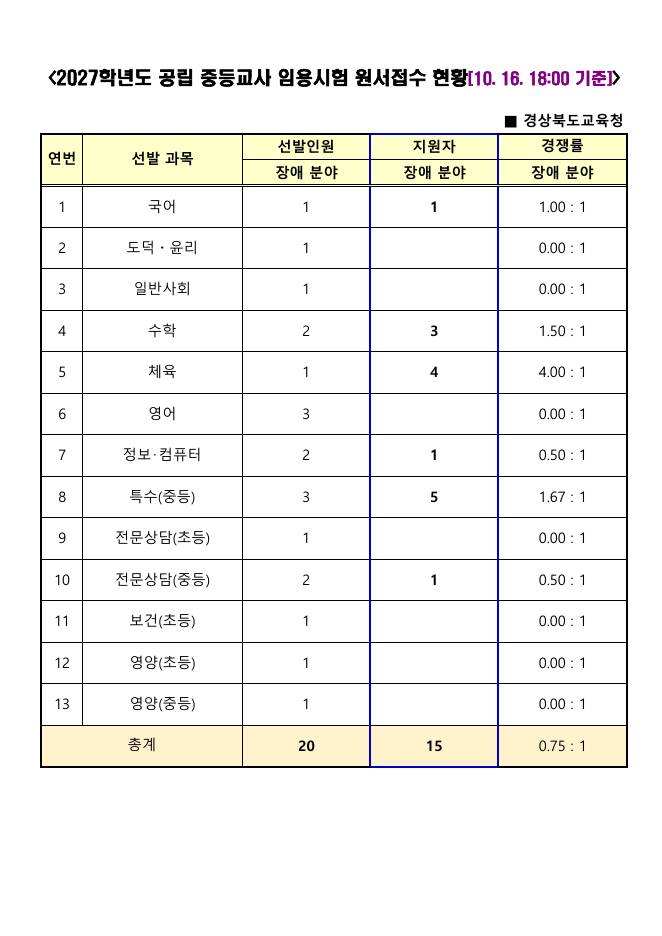 <2027학년도 공립 중등교사 임용시험 원서접수 현황[10. 16. 18:00 기준]>
■ 경상북도교육청
연번 선발 과목 선발인원 지원자 경쟁률
장애 분야 장애 분야 장애 분야
1 국어 1 1 1.00 : 1
2 도덕・윤리 1 0.00 : 1
3 일반사회 1 0.00 : 1
4 수학 2 3 1.50 : 1
5 체육 1 4 4.00 : 1
6 영어 3 0.00 : 1
7 정보·컴퓨터 2 1 0.50 : 1
8 특수(중등) 3 5 1.67 : 1
9 전문상담(초등) 1 0.00 : 1
10 전문상담(중등) 2 1 0.50 : 1
11 보건(초등) 1 0.00 : 1
12 영양(초등) 1 0.00 : 1
13 영양(중등) 1 0.00 : 1
총계 20 15 0.75 : 1